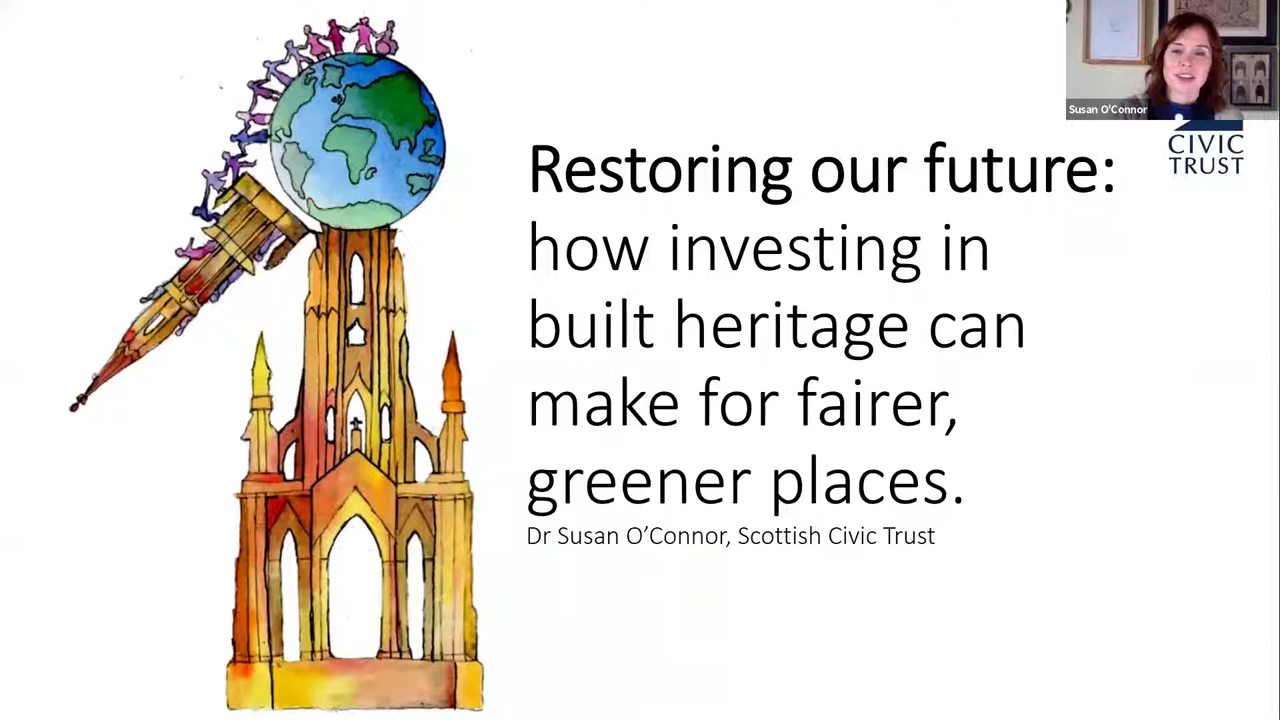 Susan O'Connor
CIVIC
TRUST
Restoring our future:
how investing in
built heritage can
make for fairer,
greener places.
Dr Susan O’Connor, Scottish Civic Trust